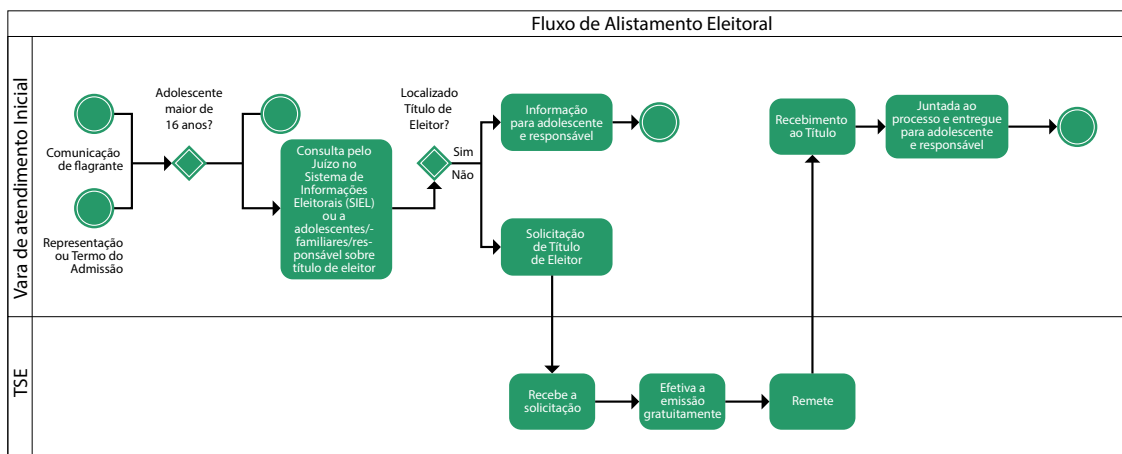 Fluxo de Alistamento Eleitoral
Vara de atendimento Inicial
Comunicação
de flagrante
Representação
ou Termo do
Admissão
Adolescente
maior de
16 anos?
Consulta pelo
Juízo no
Sistema de
Informações
Eleitorais (SIEL)
ou a
adolescentes/-
familiares/res-
ponsável sobre
título de eleitor
Localizado
Título de
Eleitor?
Sim
Não
Informação
para adolescente
e responsável
Solicitação
de Título
de Eleitor
Recebimento
ao Título
Juntada ao
processo e entregue
para adolescente
e responsável
TSE
Recebe a
solicitação
Efetiva a
emissão
gratuitamente
Remete